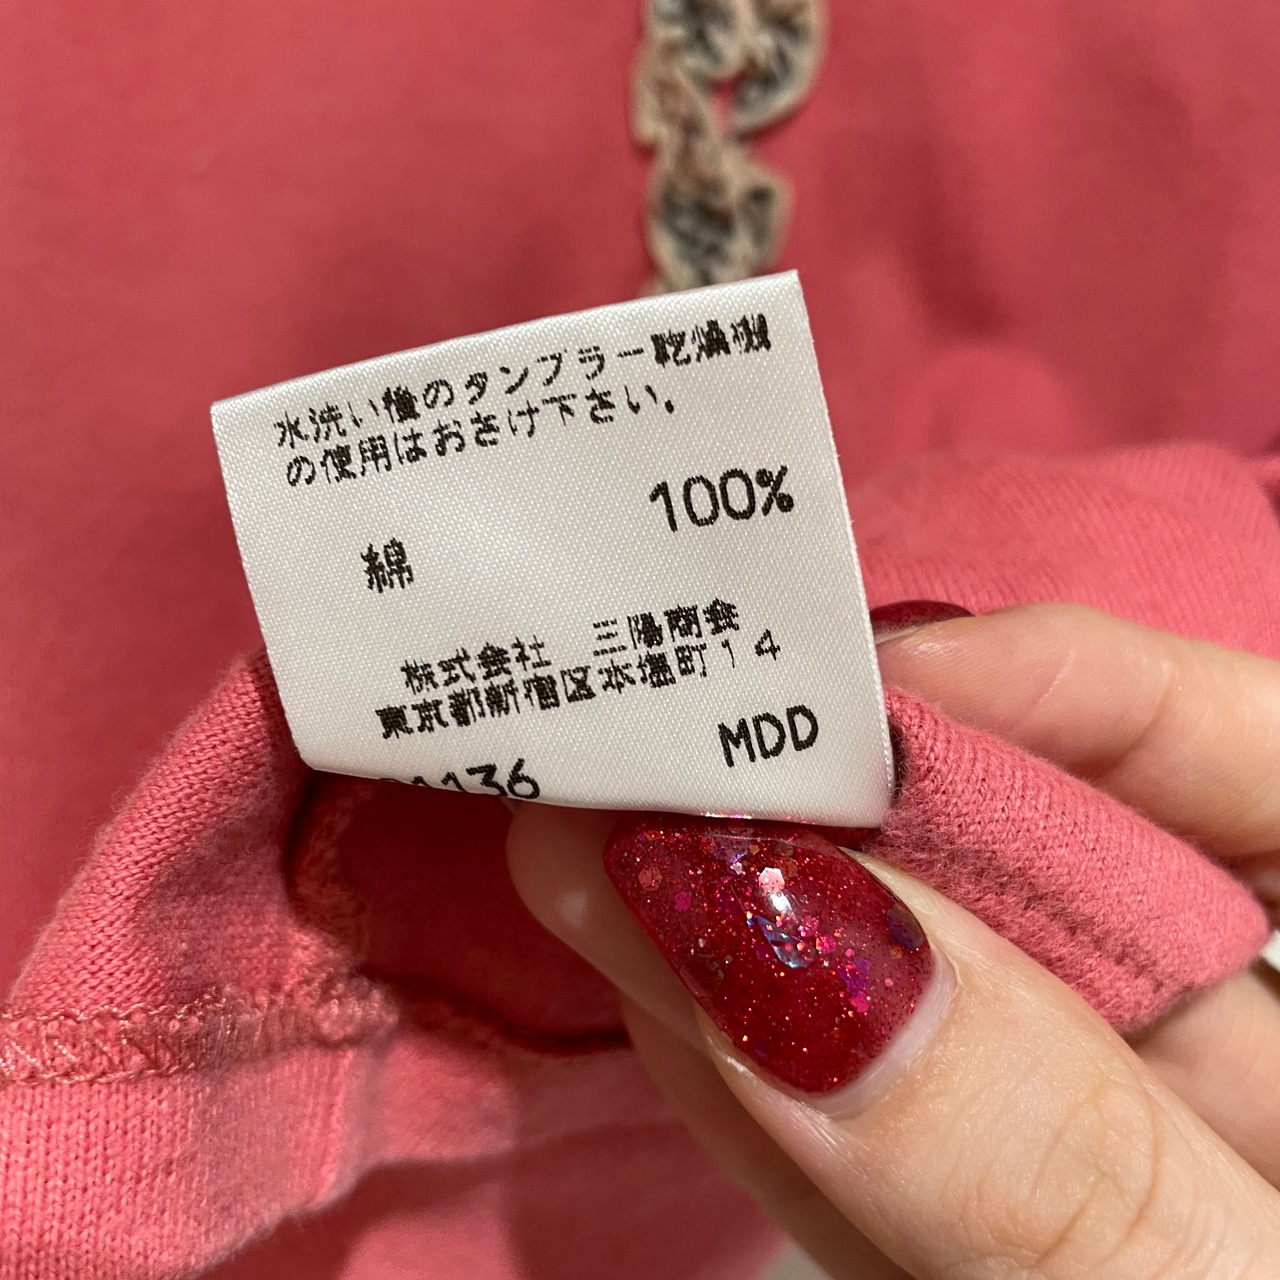 水洗い後のタンブラー乾燥機
の使用はおさけ下さい。
100%
綿
株式会社 三陽商会
東京都新宿区本塩町14
MDD
1136